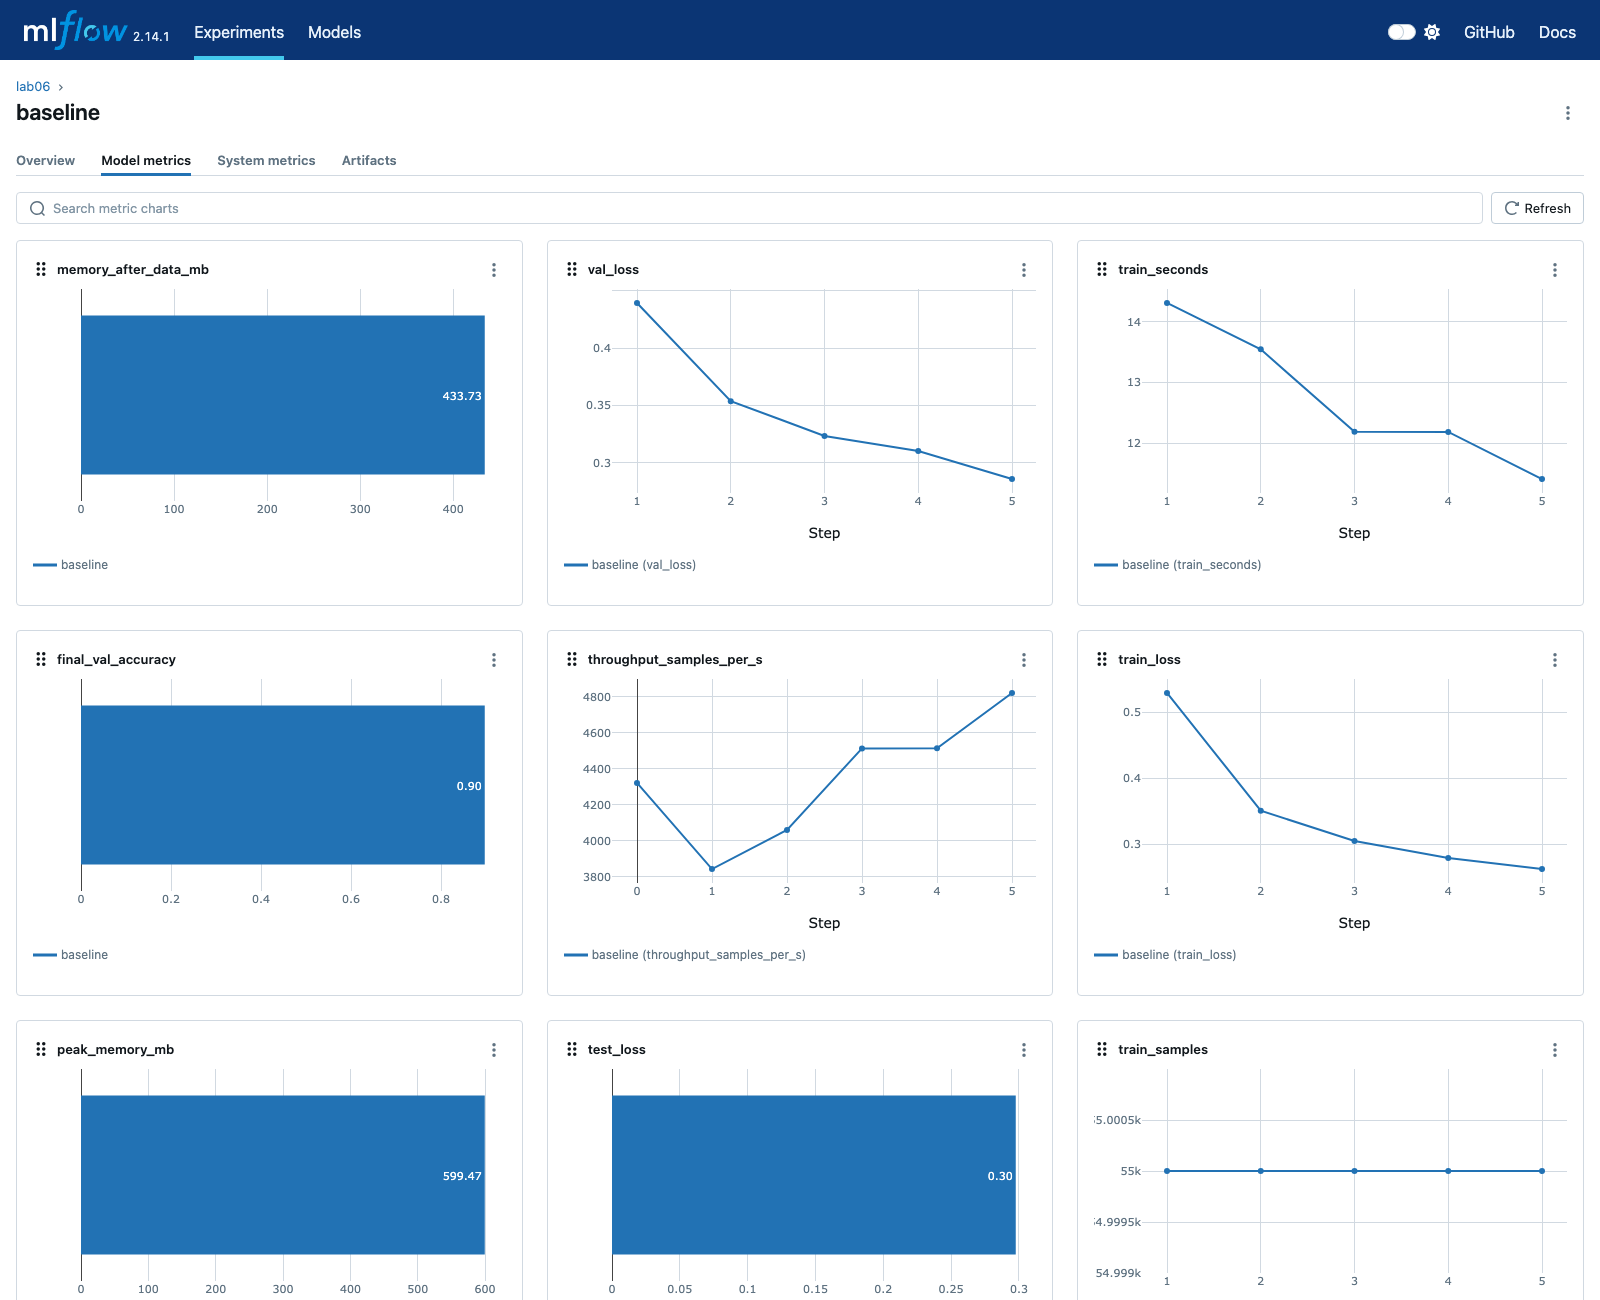 mlflow 2.14.1 Experiments Models GitHub Docs
lab06 ›
baseline
Overview Model metrics System metrics Artifacts
Search metric charts Refresh
memory_after_data_mb
433.73
0 100 200 300 400
baseline
val_loss
0.4
0.35
0.3
1 2 3 4 5
Step
baseline (val_loss)
train_seconds
14
13
12
1 2 3 4 5
Step
baseline (train_seconds)
final_val_accuracy
0.90
0 0.2 0.4 0.6 0.8
baseline
throughput_samples_per_s
4800
4600
4400
4200
4000
3800
0 1 2 3 4 5
Step
baseline (throughput_samples_per_s)
train_loss
0.5
0.4
0.3
1 2 3 4 5
Step
baseline (train_loss)
peak_memory_mb
599.47
0 100 200 300 400 500 600
test_loss
0.30
0 0.05 0.1 0.15 0.2 0.25 0.3
train_samples
5.0005k
55k
4.9995k
54.999k
1 2 3 4 5